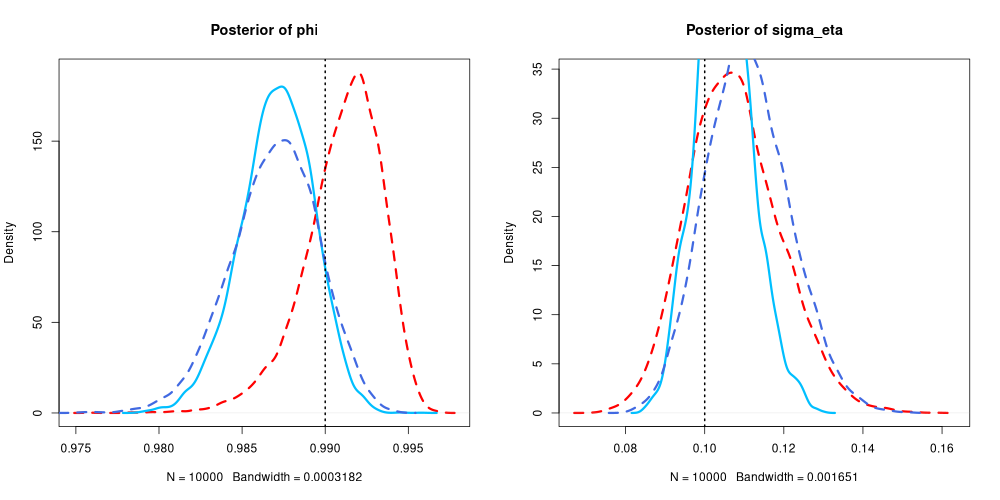 Posterior of phi
Density
0
50
100
150
0.975 0.980 0.985 0.990 0.995
N = 10000 Bandwidth = 0.0003182
Posterior of sigma_eta
Density
0
5
10
15
20
25
30
35
0.08 0.10 0.12 0.14 0.16
N = 10000 Bandwidth = 0.001651